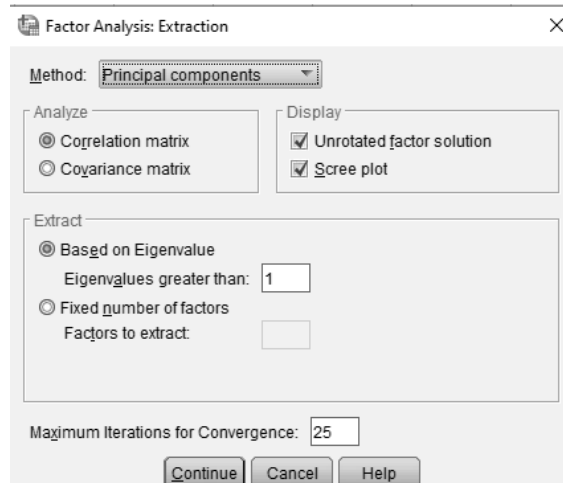 Factor Analysis: Extraction
Method: Principal components
Analyze
Correlation matrix
Covariance matrix
Display
Unrotated factor solution
Scree plot
Extract
Based on Eigenvalue
Eigenvalues greater than: 1
Fixed number of factors
Factors to extract:
Maximum Iterations for Convergence: 25
Continue Cancel Help